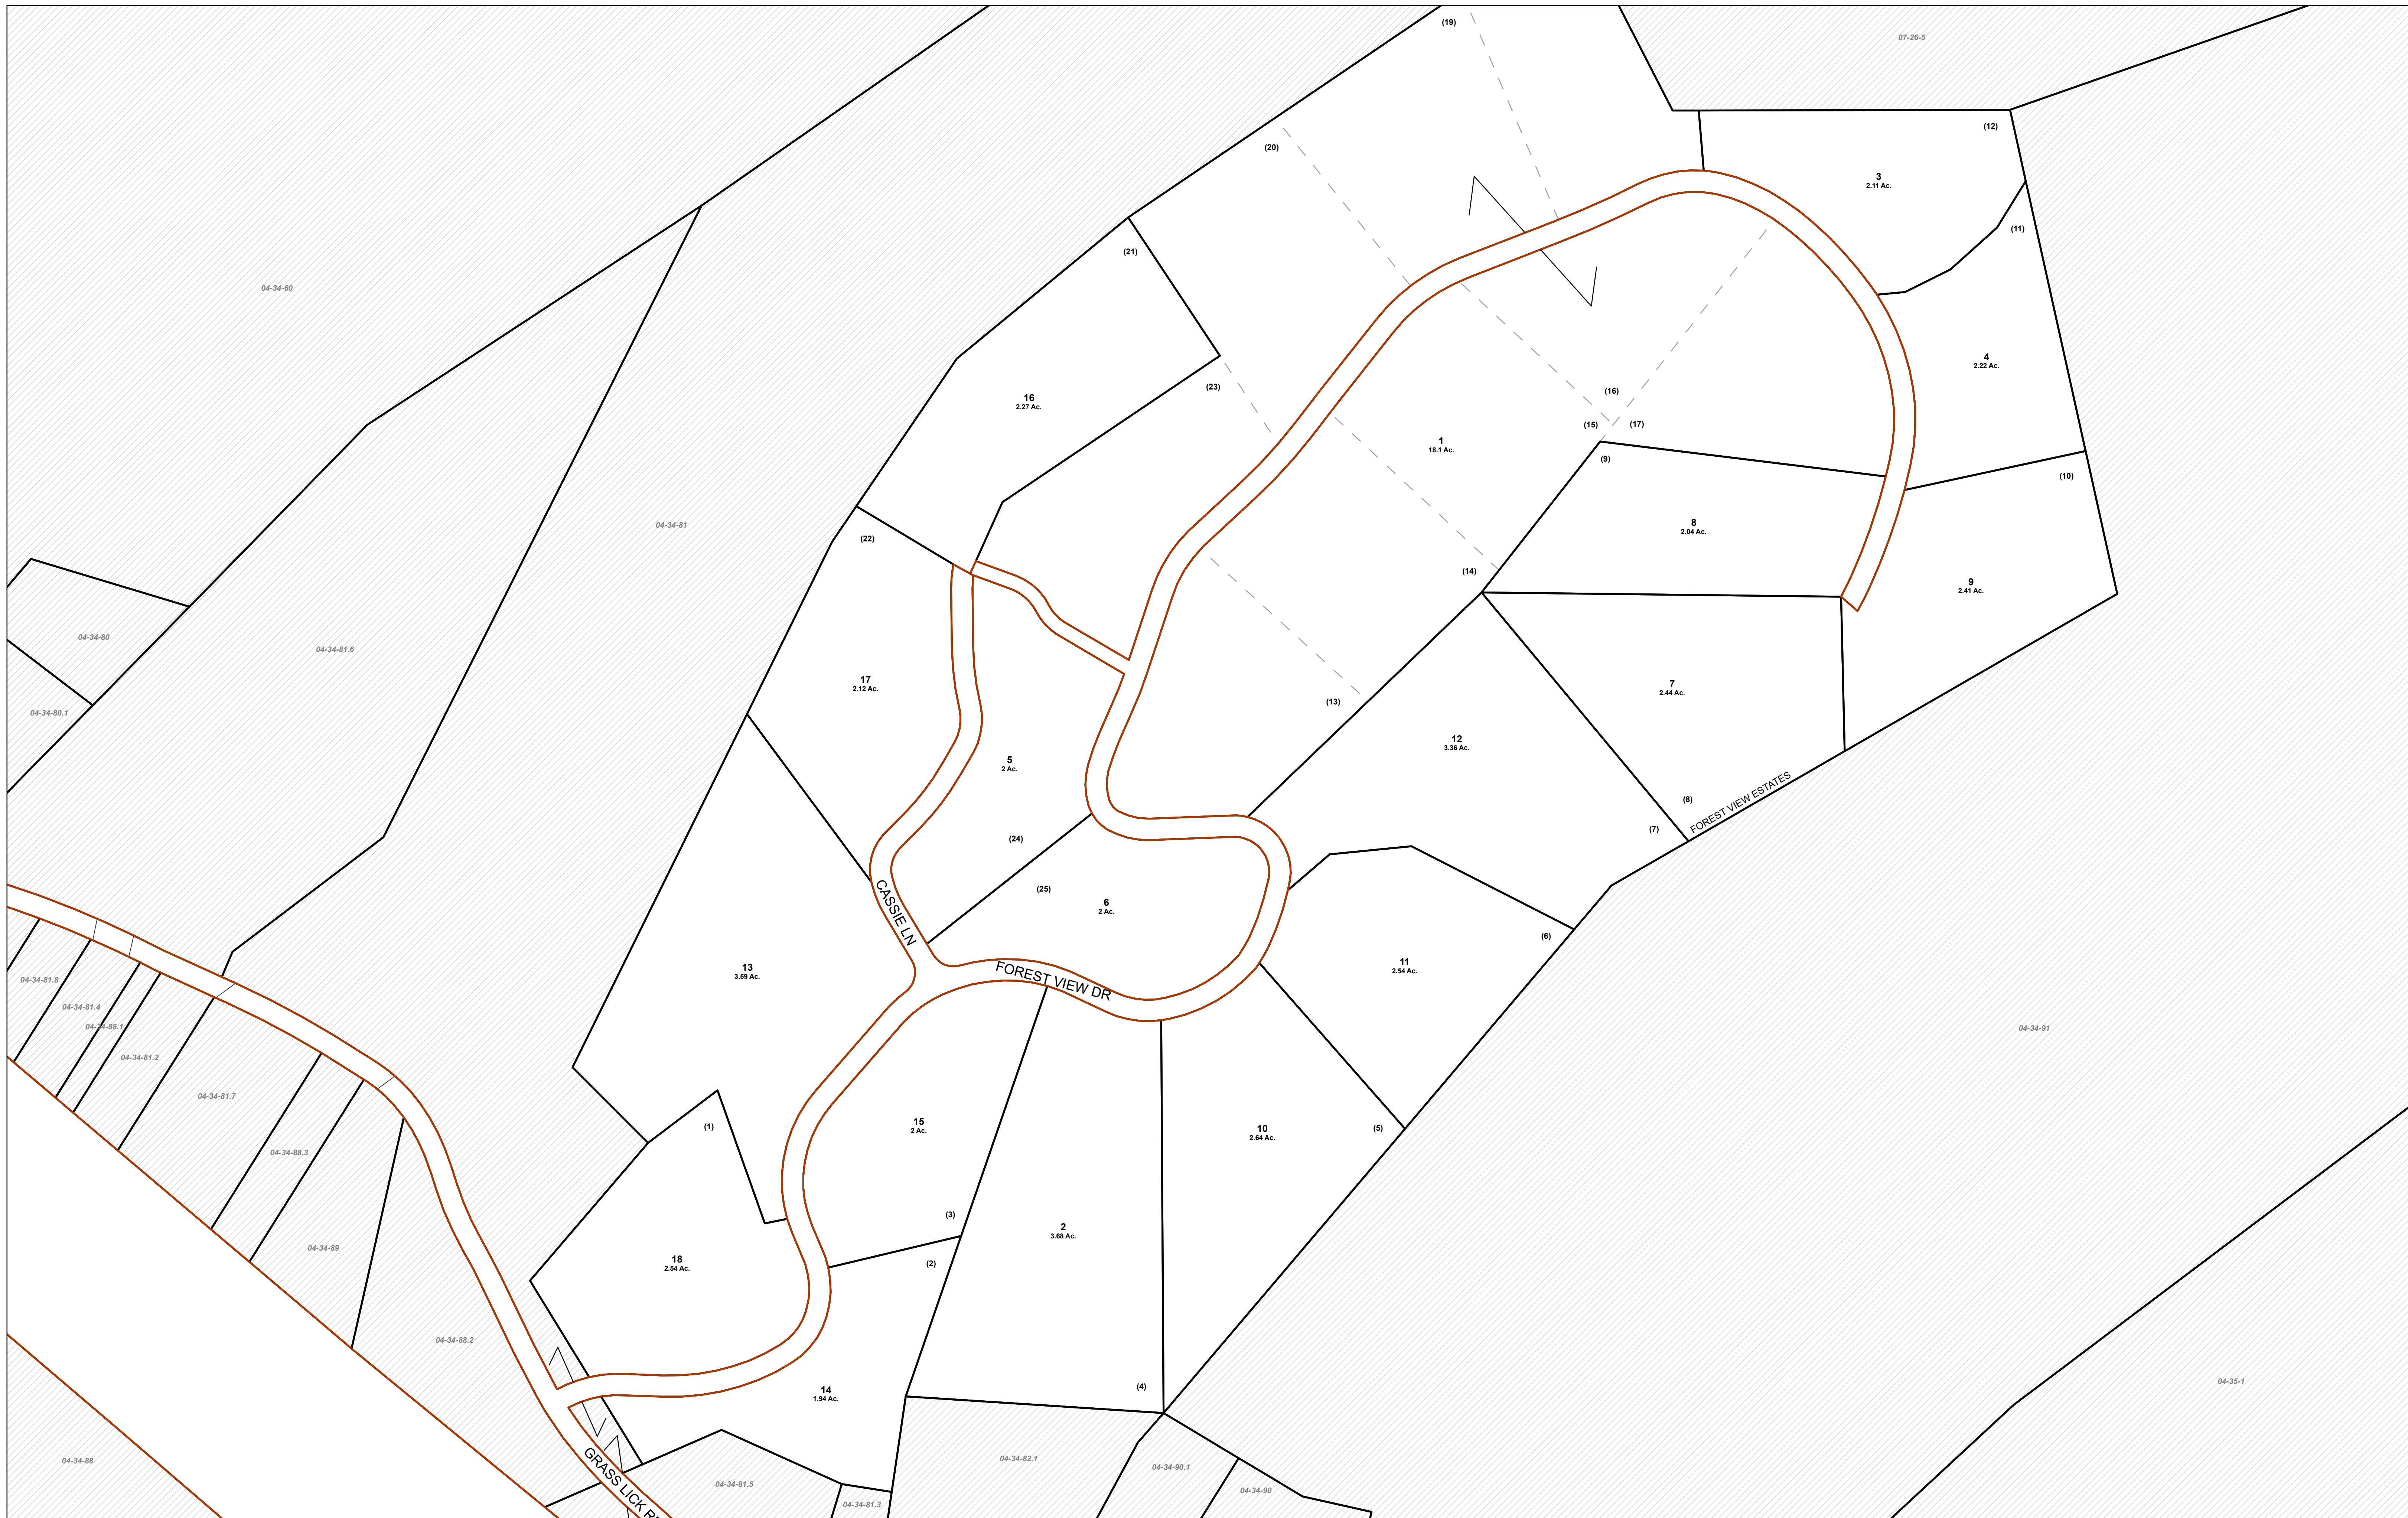 (19)
07-26-5
(12)
(20)
3
2.11 Ac.
(11)
(21)
04-34-60
4
2.22 Ac.
(23)
(16)
16
2.27 Ac.
(15)
(17)
1
18.1 Ac.
(9)
(10)
04-34-81
8
2.04 Ac.
(22)
(14)
9
2.41 Ac.
04-34-80
04-34-81.6
17
2.12 Ac.
7
2.44 Ac.
(13)
04-34-80.1
12
3.36 Ac.
5
2 Ac.
(8)
FOREST VIEW ESTATES
(7)
(24)
(25)
6
2 Ac.
CASSIE LN
(6)
11
2.54 Ac.
13
3.59 Ac.
FOREST VIEW DR
04-34-81.8
04-34-81.4
04-34-88.1
04-34-91
04-34-81.2
04-34-81.7
(1)
15
2 Ac.
10
2.64 Ac.
(5)
04-34-88.3
(3)
2
3.68 Ac.
04-34-89
18
2.54 Ac.
(2)
04-34-88.2
04-35-1
14
1.94 Ac.
(4)
04-34-88
04-34-82.1
04-34-90.1
04-34-81.5
04-34-90
04-34-81.3
GRASS LICK